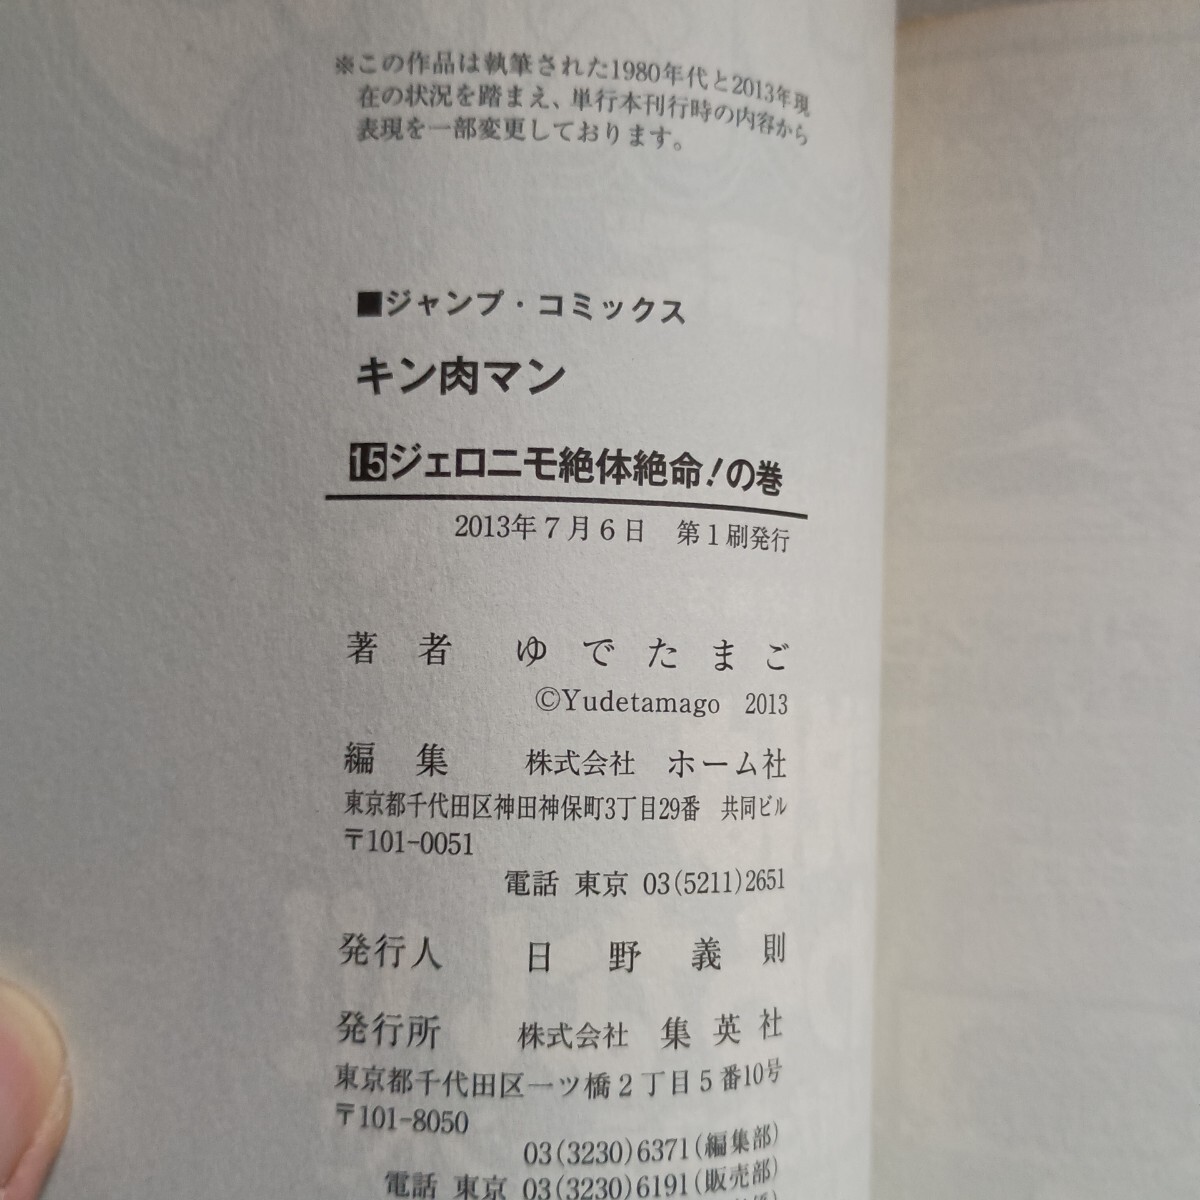 ※この作品は執筆された1980年代と2013年現
在の状況を踏まえ、単行本刊行時の内容から
表現を一部変更しております。
■ジャンプ・コミックス
キン肉マン
15ジェロニモ絶体絶命!の巻
2013年7月6日　第1刷発行
著者　ゆでたまご
©Yudetamago 2013
編集　株式会社 ホーム社
東京都千代田区神田神保町3丁目29番　共同ビル
〒101-0051
電話 東京 03(5211)2651
発行人　日野義則
発行所　株式会社 集英社
東京都千代田区一ツ橋2丁目5番10号
〒101-8050
03(3230)6371(編集部)
電話 東京 03(3230)6191(販売部)